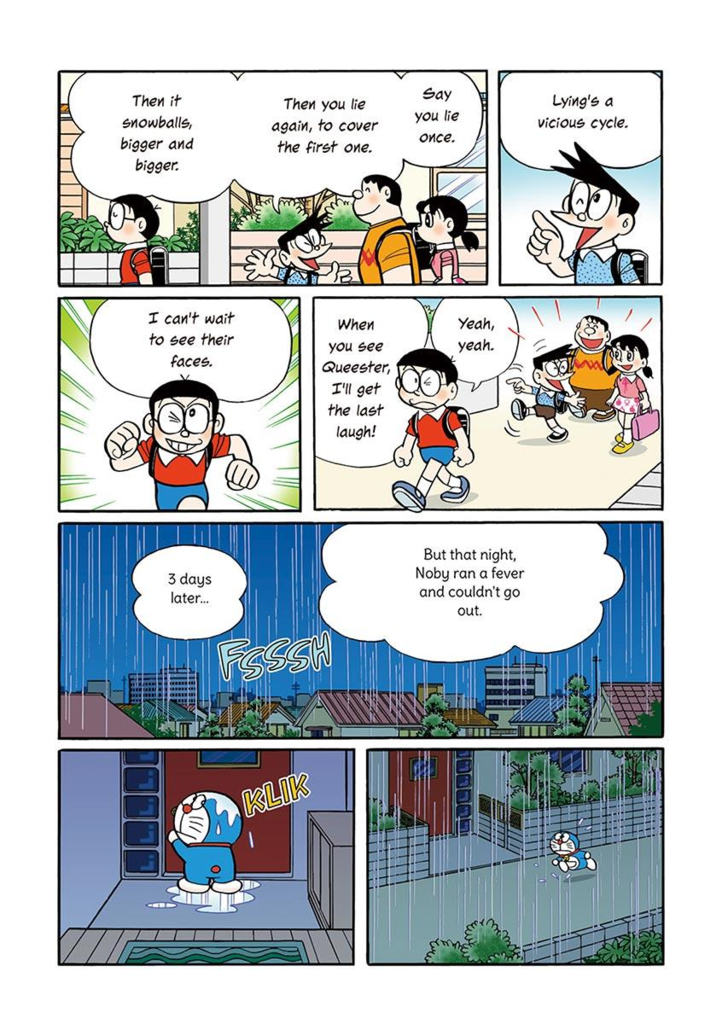 Lying's a
vicious cycle.
Say
you lie
once.
Then you lie
again, to cover
the first one.
Then it
snowballs,
bigger and
bigger.
Yeah,
yeah.
When
you see
Queester,
I'll get
the last
laugh!
I can't wait
to see their
faces.
But that night,
Noby ran a fever
and couldn't go
out.
3 days
later...
FSSSH
KLIK